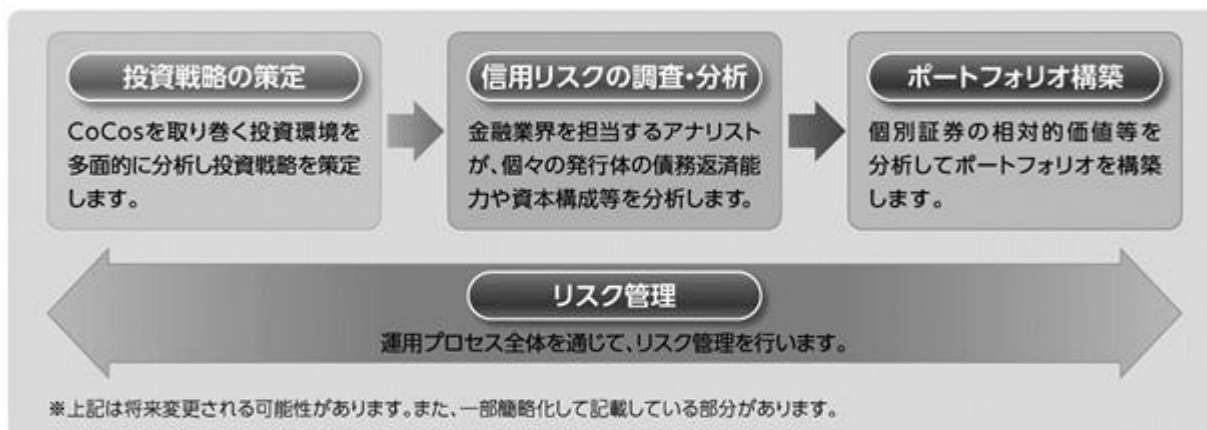 投資戦略の策定
CoCosを取り巻く投資環境を
多面的に分析し投資戦略を策定
します。
信用リスクの調査・分析
金融業界を担当するアナリスト
が、個々の発行体の債務返済能
力や資本構成等を分析します。
ポートフォリオ構築
個別証券の相対的価値等を
分析してポートフォリオを構築
します。
リスク管理
運用プロセス全体を通じて、リスク管理を行います。
※上記は将来変更される可能性があります。また、一部簡略化して記載している部分があります。